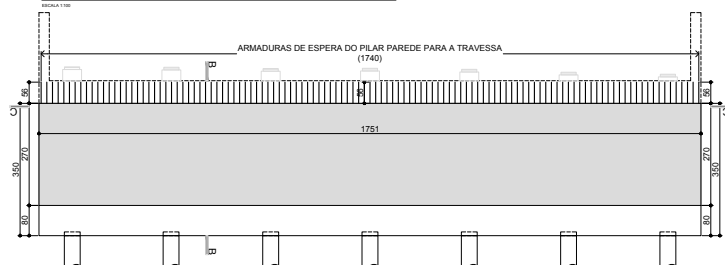 ESCALA 1:100
ARMADURAS DE ESPERA DO PILAR PAREDE PARA A TRAVESSA
(1740)
B
56
56
56
C
C
1751
350
270
270
350
80
80
B